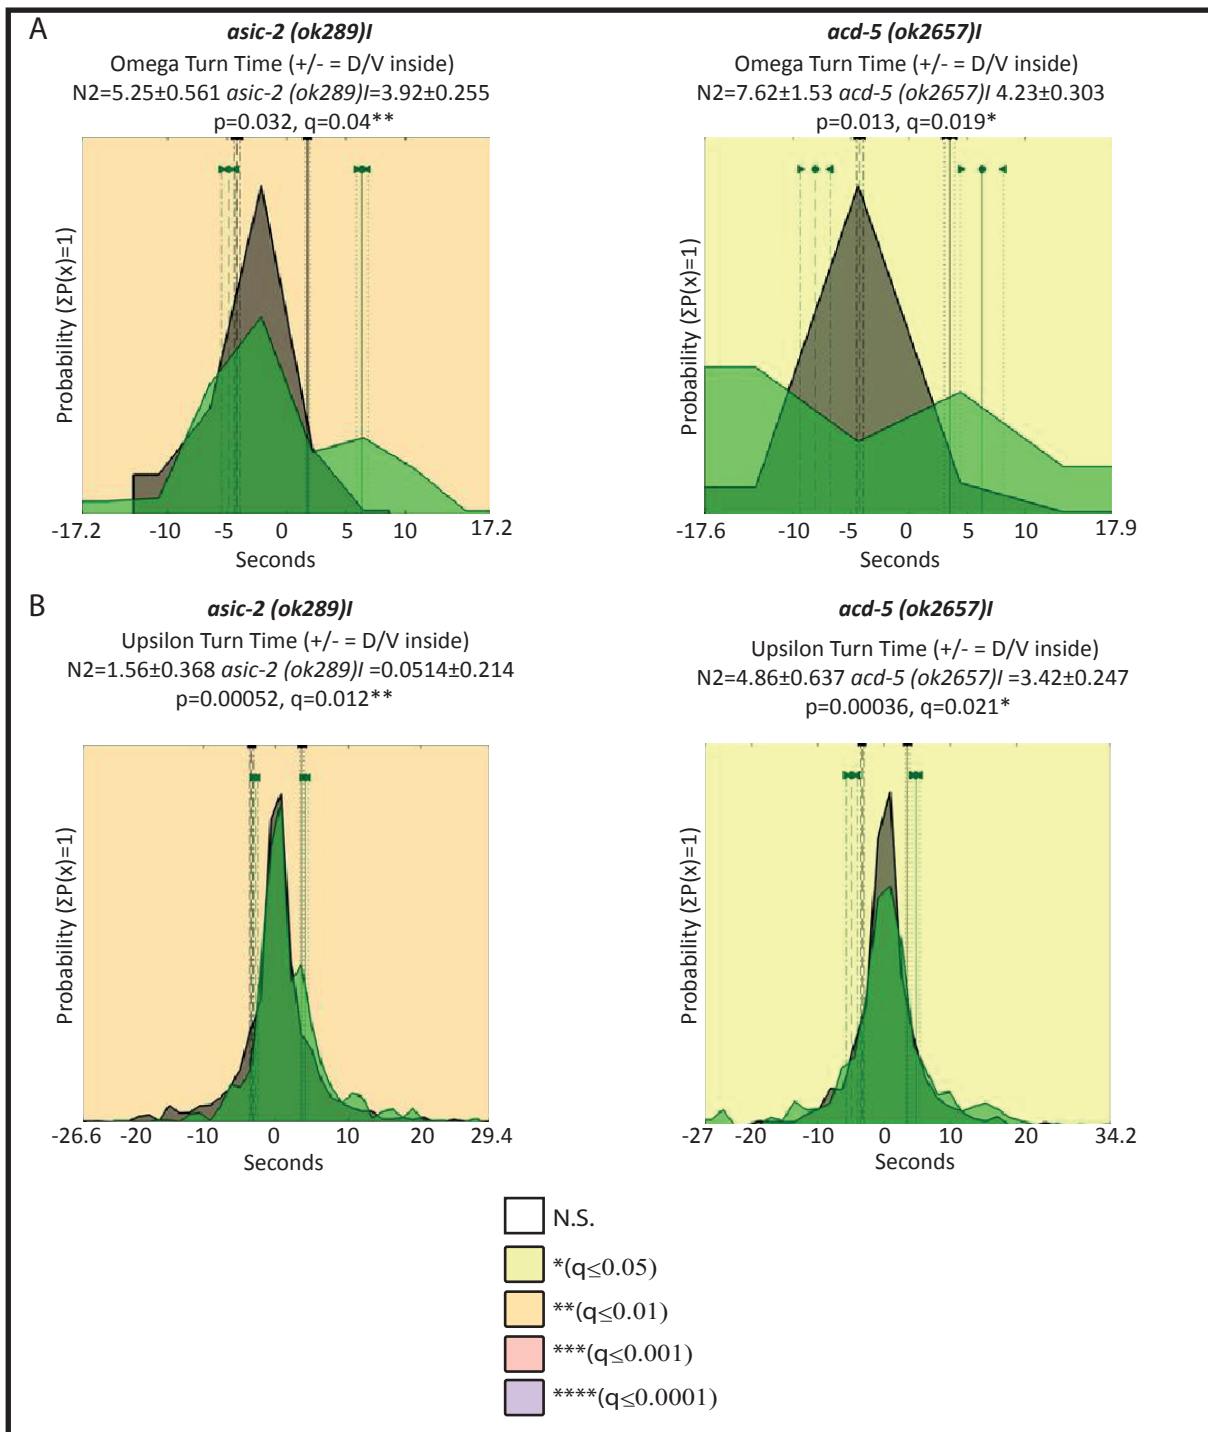 A
asic-2 (ok289)I
Omega Turn Time (+/- = D/V inside)
N2=5.25±0.561 asic-2 (ok289)I=3.92±0.255
p=0.032, q=0.04**
Probability (ΣP(x)=1)
-17.2 -10 -5 0 5 10 17.2
Seconds
acd-5 (ok2657)I
Omega Turn Time (+/- = D/V inside)
N2=7.62±1.53 acd-5 (ok2657)I 4.23±0.303
p=0.013, q=0.019*
Probability (ΣP(x)=1)
-17.6 -10 -5 0 5 10 17.9
Seconds
B
asic-2 (ok289)I
Upsilon Turn Time (+/- = D/V inside)
N2=1.56±0.368 asic-2 (ok289)I =0.0514±0.214
p=0.00052, q=0.012**
Probability (ΣP(x)=1)
-26.6 -20 -10 0 10 20 29.4
Seconds
acd-5 (ok2657)I
Upsilon Turn Time (+/- = D/V inside)
N2=4.86±0.637 acd-5 (ok2657)I =3.42±0.247
p=0.00036, q=0.021*
Probability (ΣP(x)=1)
-27 -20 -10 0 10 20 34.2
Seconds
N.S.
*(q≤0.05)
**(q≤0.01)
***(q≤0.001)
****(q≤0.0001)